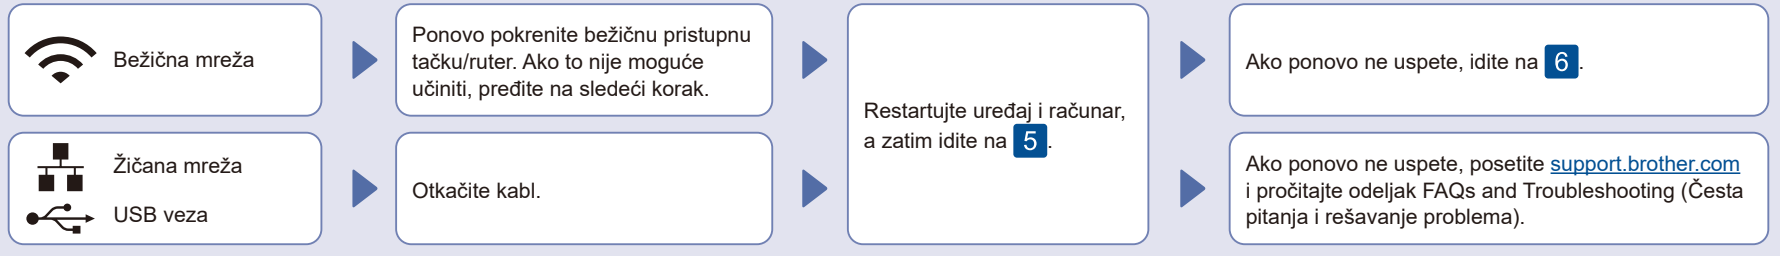 Bežična mreža
Ponovo pokrenite bežičnu pristupnu
tačku/ruter. Ako to nije moguće
učiniti, pređite na sledeći korak.
Žičana mreža
USB veza
Otkačite kabl.
Restartujte uređaj i računar,
a zatim idite na 5.
Ako ponovo ne uspete, idite na 6.
Ako ponovo ne uspete, posetite support.brother.com
i pročitajte odeljak FAQs and Troubleshooting (Česta
pitanja i rešavanje problema).